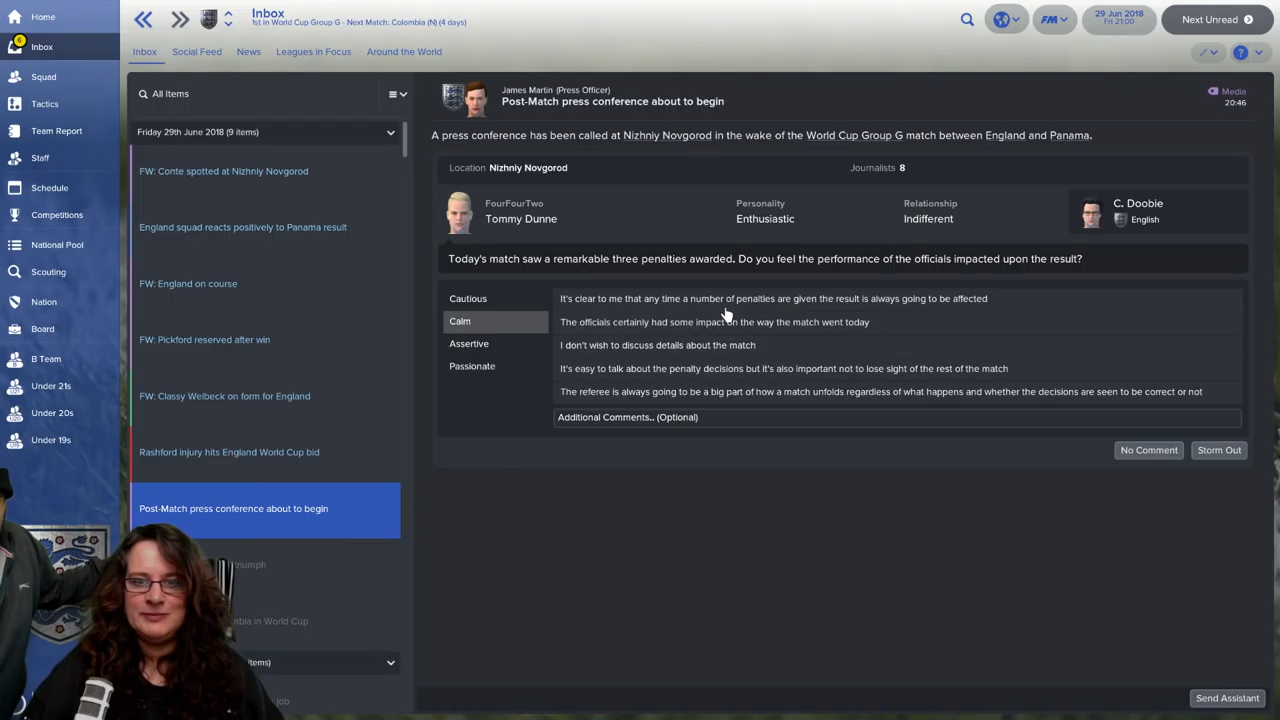 Home
6
Inbox
Squad
Tactics
Team Report
Staff
Schedule
Competitions
National Pool
Scouting
Nation
Board
B Team
Under 21s
Under 20s
Under 19s
Inbox
1st in World Cup Group G - Next Match: Colombia (N) (4 days)
FM
29 Jun 2018
Fri 21:00
Next Unread
Inbox
Social Feed
News
Leagues in Focus
Around the World
?
All Items
Friday 29th June 2018 (9 items)
FW: Conte spotted at Nizhniy Novgorod
England squad reacts positively to Panama result
FW: England on course
FW: Pickford reserved after win
FW: Classy Welbeck on form for England
Rashford injury hits England World Cup bid
Post-Match press conference about to begin
triumph
bia in World Cup
items)
job
James Martin (Press Officer)
Post-Match press conference about to begin
Media
20:46
A press conference has been called at Nizhniy Novgorod in the wake of the World Cup Group G match between England and Panama.
Location Nizhniy Novgorod
Journalists 8
FourFourTwo
Tommy Dunne
Personality
Enthusiastic
Relationship
Indifferent
C. Doobie
English
Today's match saw a remarkable three penalties awarded. Do you feel the performance of the officials impacted upon the result?
Cautious
Calm
Assertive
Passionate
It's clear to me that any time a number of penalties are given the result is always going to be affected
The officials certainly had some impact on the way the match went today
I don't wish to discuss details about the match
It's easy to talk about the penalty decisions but it's also important not to lose sight of the rest of the match
The referee is always going to be a big part of how a match unfolds regardless of what happens and whether the decisions are seen to be correct or not
Additional Comments.. (Optional)
No Comment
Storm Out
Send Assistant